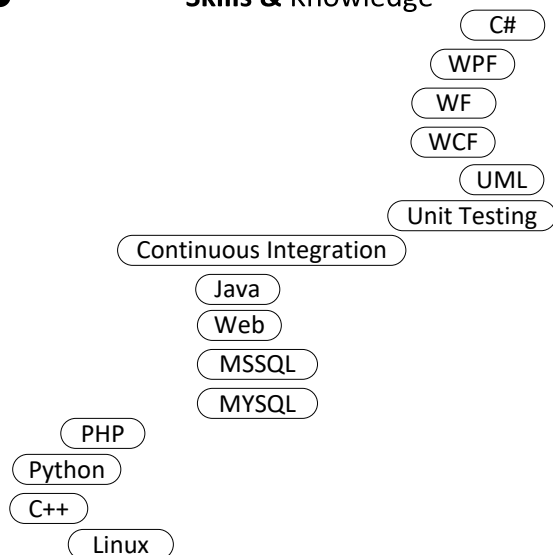 Skills & Knowledge
C#
WPF
WF
WCF
UML
Unit Testing
Continuous Integration
Java
Web
MSSQL
MYSQL
PHP
Python
C++
Linux